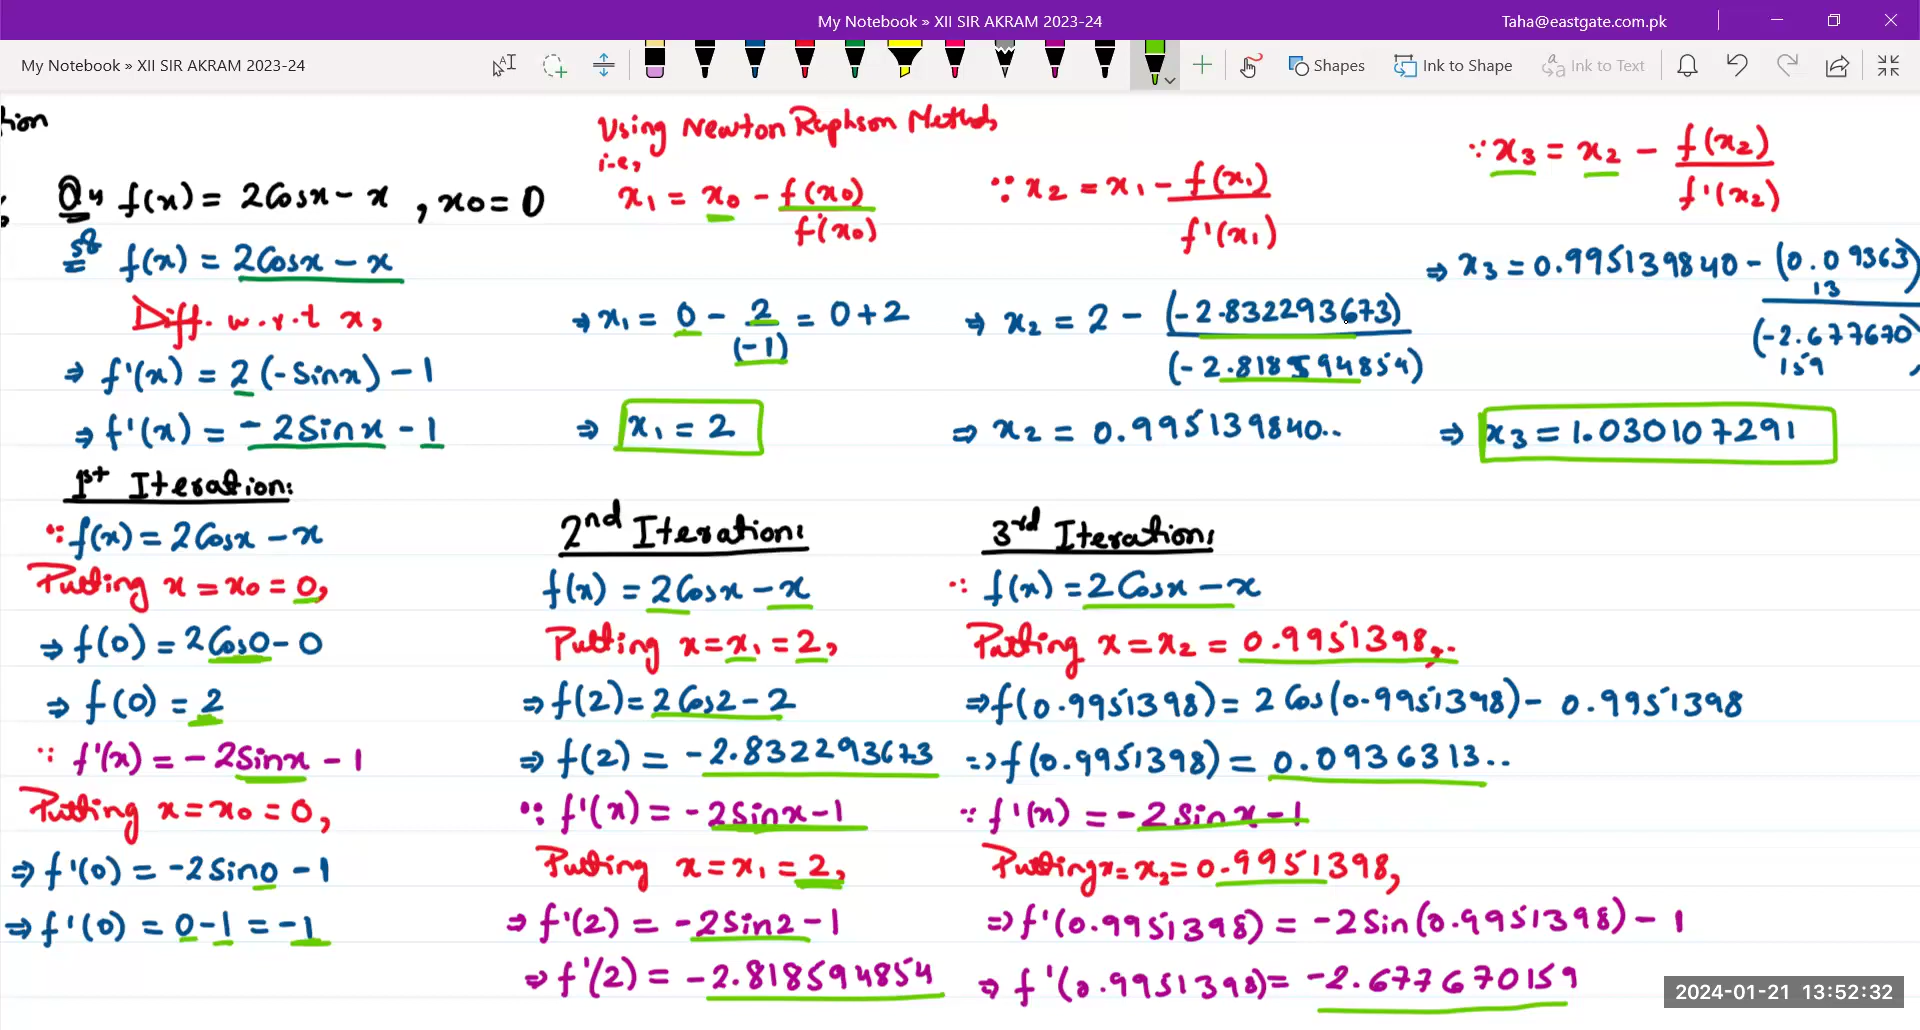 My Notebook » XII SIR AKRAM 2023-24
Taha@eastgate.com.pk
My Notebook » XII SIR AKRAM 2023-24
Shapes
Ink to Shape
Ink to Text
tion
Q4 f(x) = 2Cosx - x , x0 = 0
f(x) = 2Cosx - x
Diff. w.r.t x,
⇒ f'(x) = 2(-Sinx) - 1
⇒ f'(x) = -2Sinx - 1
1st Iteration:
∵ f(x) = 2Cosx - x
Putting x = x0 = 0,
⇒ f(0) = 2Cos0 - 0
⇒ f(0) = 2
∵ f'(x) = -2Sinx - 1
Putting x = x0 = 0,
⇒ f'(0) = -2Sin0 - 1
⇒ f'(0) = 0 - 1 = -1
Using Newton Raphson Method,
i.e,
x1 = x0 - f(x0)
f'(x0)
⇒ x1 = 0 - 2 = 0 + 2
(-1)
⇒ x1 = 2
2nd Iteration:
f(x) = 2Cosx - x
Putting x = x1 = 2,
⇒ f(2) = 2Cos2 - 2
⇒ f(2) = -2.832293673
∵ f'(x) = -2Sinx - 1
Putting x = x1 = 2,
⇒ f'(2) = -2Sin2 - 1
⇒ f'(2) = -2.818594854
∵ x2 = x1 - f(x1)
f'(x1)
⇒ x2 = 2 - (-2.832293673)
(-2.818594854)
⇒ x2 = 0.995139840..
3rd Iteration:
∵ f(x) = 2Cosx - x
Putting x = x2 = 0.9951398,.
⇒ f(0.9951398) = 2Cos(0.9951398) - 0.9951398
⇒ f(0.9951398) = 0.0936313..
∵ f'(x) = -2Sinx - 1
Putting x = x2 = 0.9951398,
⇒ f'(0.9951398) = -2Sin(0.9951398) - 1
⇒ f'(0.9951398) = -2.677670159
∵ x3 = x2 - f(x2)
f'(x2)
⇒ x3 = 0.995139840 - (0.09363)
13
(-2.677670)
159
⇒ x3 = 1.030107291
2024-01-21 13:52:32